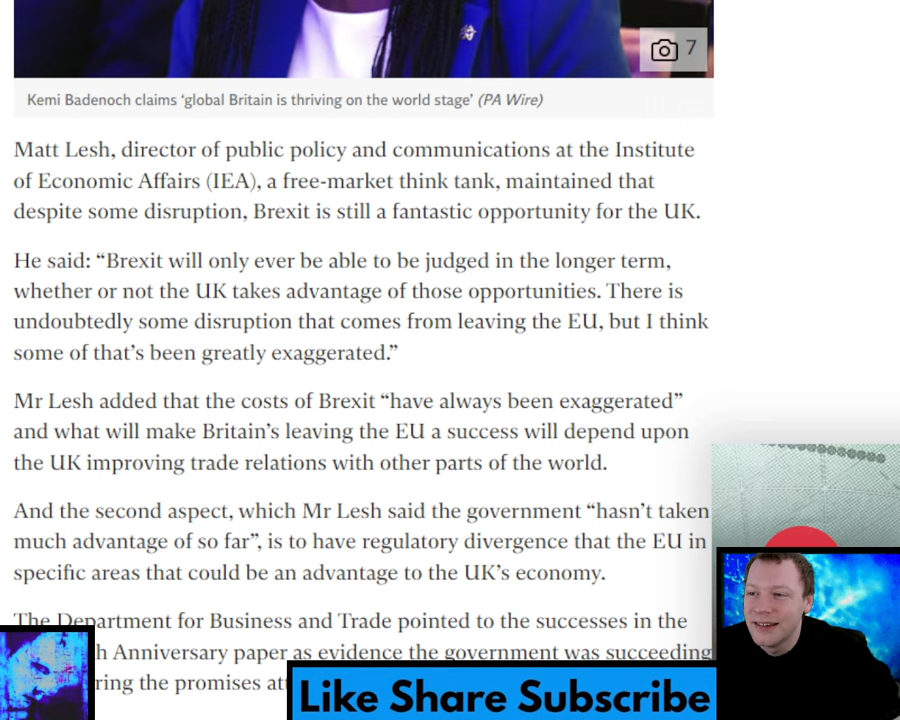 7
Kemi Badenoch claims ‘global Britain is thriving on the world stage’ (PA Wire)
Matt Lesh, director of public policy and communications at the Institute
of Economic Affairs (IEA), a free-market think tank, maintained that
despite some disruption, Brexit is still a fantastic opportunity for the UK.
He said: “Brexit will only ever be able to be judged in the longer term,
whether or not the UK takes advantage of those opportunities. There is
undoubtedly some disruption that comes from leaving the EU, but I think
some of that’s been greatly exaggerated.”
Mr Lesh added that the costs of Brexit “have always been exaggerated”
and what will make Britain’s leaving the EU a success will depend upon
the UK improving trade relations with other parts of the world.
And the second aspect, which Mr Lesh said the government “hasn’t taken
much advantage of so far”, is to have regulatory divergence that the EU in
specific areas that could be an advantage to the UK’s economy.
The Department for Business and Trade pointed to the successes in the
Anniversary paper as evidence the government was succeeding
the promises
Like Share Subscribe